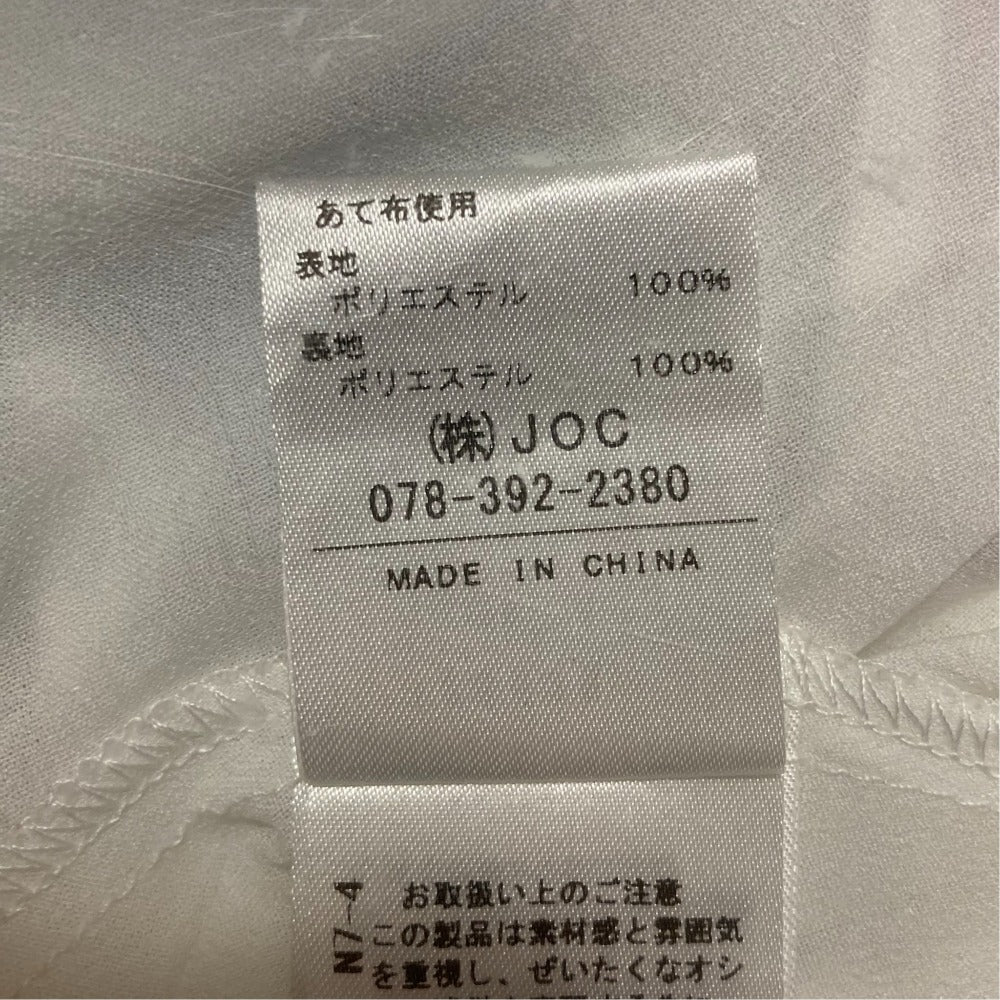 あて布使用
表地
ポリエステル 100%
裏地
ポリエステル 100%
(株)JOC
078-392-2380
MADE IN CHINA
N7-4
お取扱い上のご注意
この製品は素材感と雰囲気
を重視し、ぜいたくなオシ